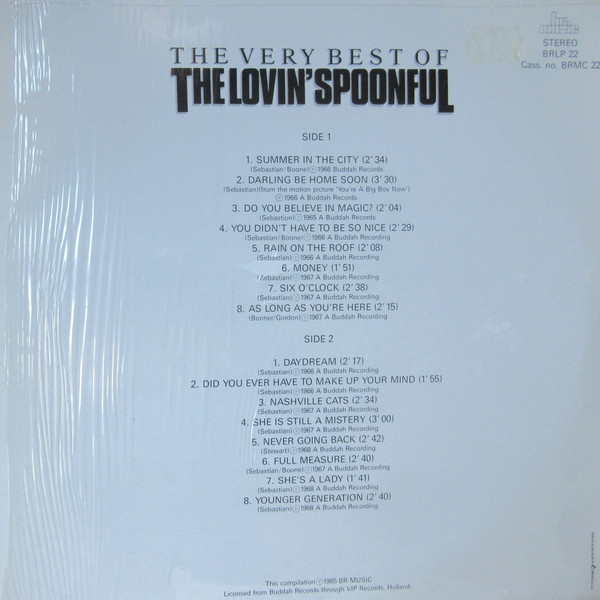 STEREO
BRLP 22
Cass. no. BRMC 22
THE VERY BEST OF
THE LOVIN' SPOONFUL
SIDE 1
1. SUMMER IN THE CITY (2'34)
(Sebastian/Boone) ℗ 1966 Buddah Records
2. DARLING BE HOME SOON (3'30)
(Sebastian) (from the motion picture 'You're A Big Boy Now')
℗ 1966 A Buddah Records
3. DO YOU BELIEVE IN MAGIC? (2'04)
(Sebastion) ℗ 1965 A Buddah Records
4. YOU DIDN'T HAVE TO BE SO NICE (2'29)
(Sebastian/Boone) ℗ 1966 A Buddah Recording
5. RAIN ON THE ROOF (2'08)
(Sebastian) ℗ 1966 A Buddah Recording
6. MONEY (1'51)
(Sebastian) ℗ 1967 A Buddah Recording
7. SIX O'CLOCK (2'38)
(Sebastian) ℗ 1967 A Buddah Recording
8. AS LONG AS YOU'RE HERE (2'15)
(Bonner/Gordon) ℗ 1967 A Buddah Recording
SIDE 2
1. DAYDREAM (2'17)
(Sebastian) ℗ 1966 A Buddah Recording
2. DID YOU EVER HAVE TO MAKE UP YOUR MIND (1'55)
(Sebastian) ℗ 1966 A Buddah Recording
3. NASHVILLE CATS (2'34)
(Sebastian) ℗ 1967 A Buddah Recording
4. SHE IS STILL A MISTERY (3'00)
(Sebastian) ℗ 1967 A Buddah Recording
5. NEVER GOING BACK (2'42)
(Stewart) ℗ 1968 A Buddah Recording
6. FULL MEASURE (2'40)
(Sebastian/Boone) ℗ 1967 A Buddah Recording
7. SHE'S A LADY (1'41)
(Sebastian) ℗ 1968 A Buddah Recording
8. YOUNGER GENERATION (2'40)
(Sebastian) ℗ 1968 A Buddah Recording
This compilation ℗ 1985 BR MUSIC
Licensed from Buddah Records through VIP Records, Holland.